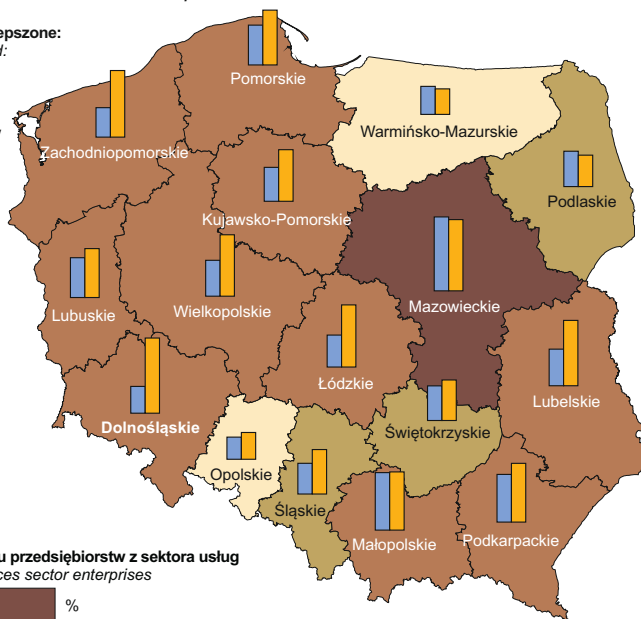 epszone:
d:
Pomorskie
Warmińsko-Mazurskie
Zachodniopomorskie
Podlaskie
Kujawsko-Pomorskie
Mazowieckie
Wielkopolskie
Lubuskie
Łódzkie
Lubelskie
Dolnośląskie
Świętokrzyskie
Opolskie
Śląskie
Małopolskie
Podkarpackie
u przedsiębiorstw z sektora usług
ces sector enterprises
%